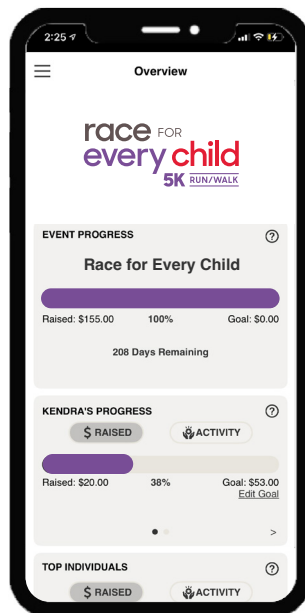 2:25
Overview
race FOR
every child
5K RUN/WALK
EVENT PROGRESS
Race for Every Child
Raised: $155.00 100% Goal: $0.00
208 Days Remaining
KENDRA'S PROGRESS
$ RAISED ACTIVITY
Raised: $20.00 38% Goal: $53.00
Edit Goal
>
TOP INDIVIDUALS
$ RAISED ACTIVITY